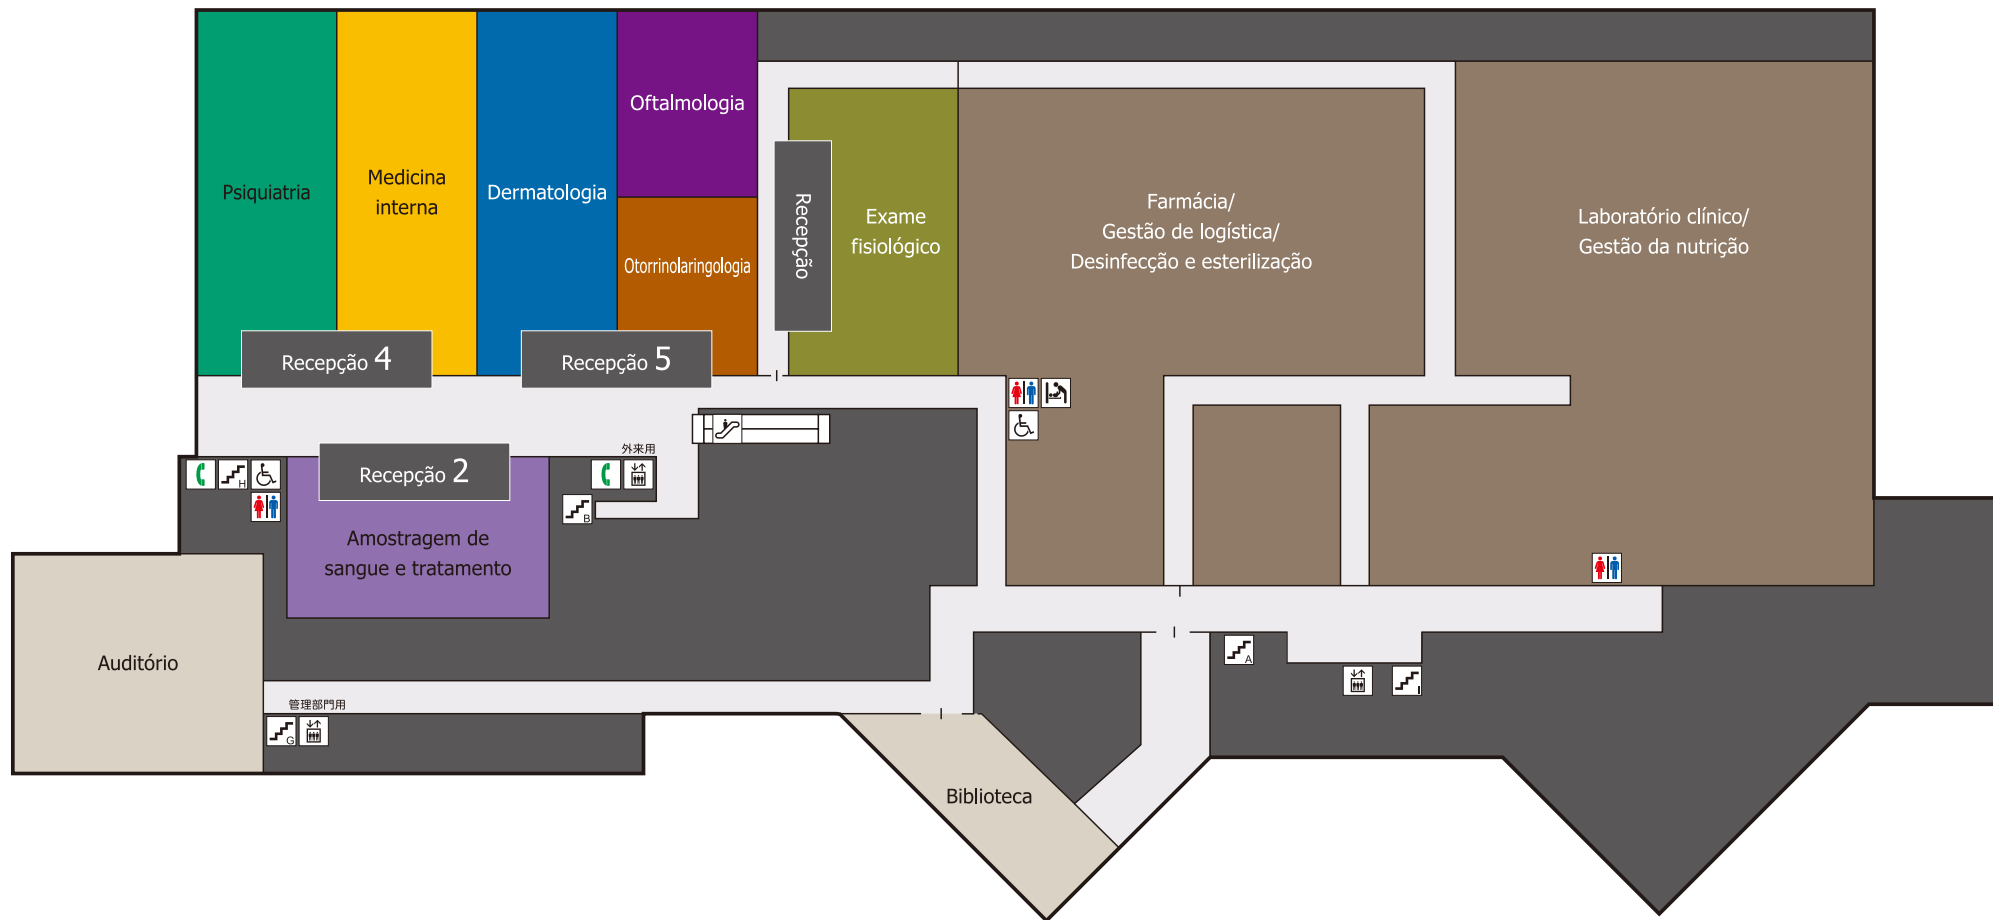 Psiquiatria
Medicina
interna
Dermatologia
Oftalmologia
Otorrinolaringologia
Recepção
Exame
fisiológico
Farmácia/
Gestão de logística/
Desinfecção e esterilização
Laboratório clínico/
Gestão da nutrição
Recepção 4
Recepção 5
外来用
Recepção 2
H
B
Amostragem de
sangue e tratamento
Auditório
A
I
管理部門用
G
Biblioteca